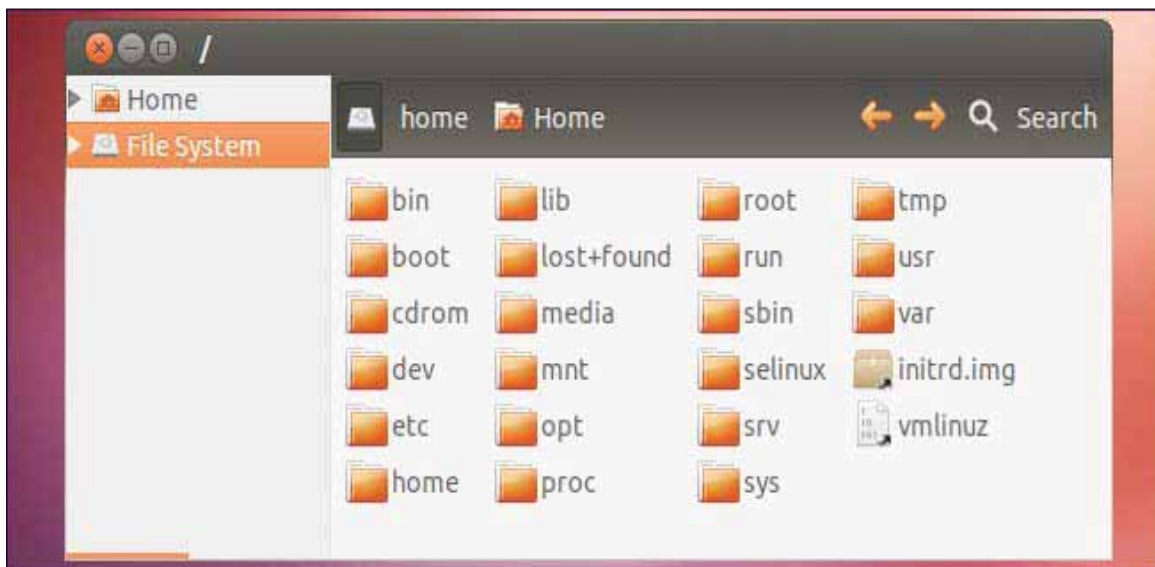 /
Home
home Home Search
File System
bin lib root tmp
boot lost+found run usr
cdrom media sbin var
dev mnt selinux initrd.img
etc opt srv vmlinuz
home proc sys